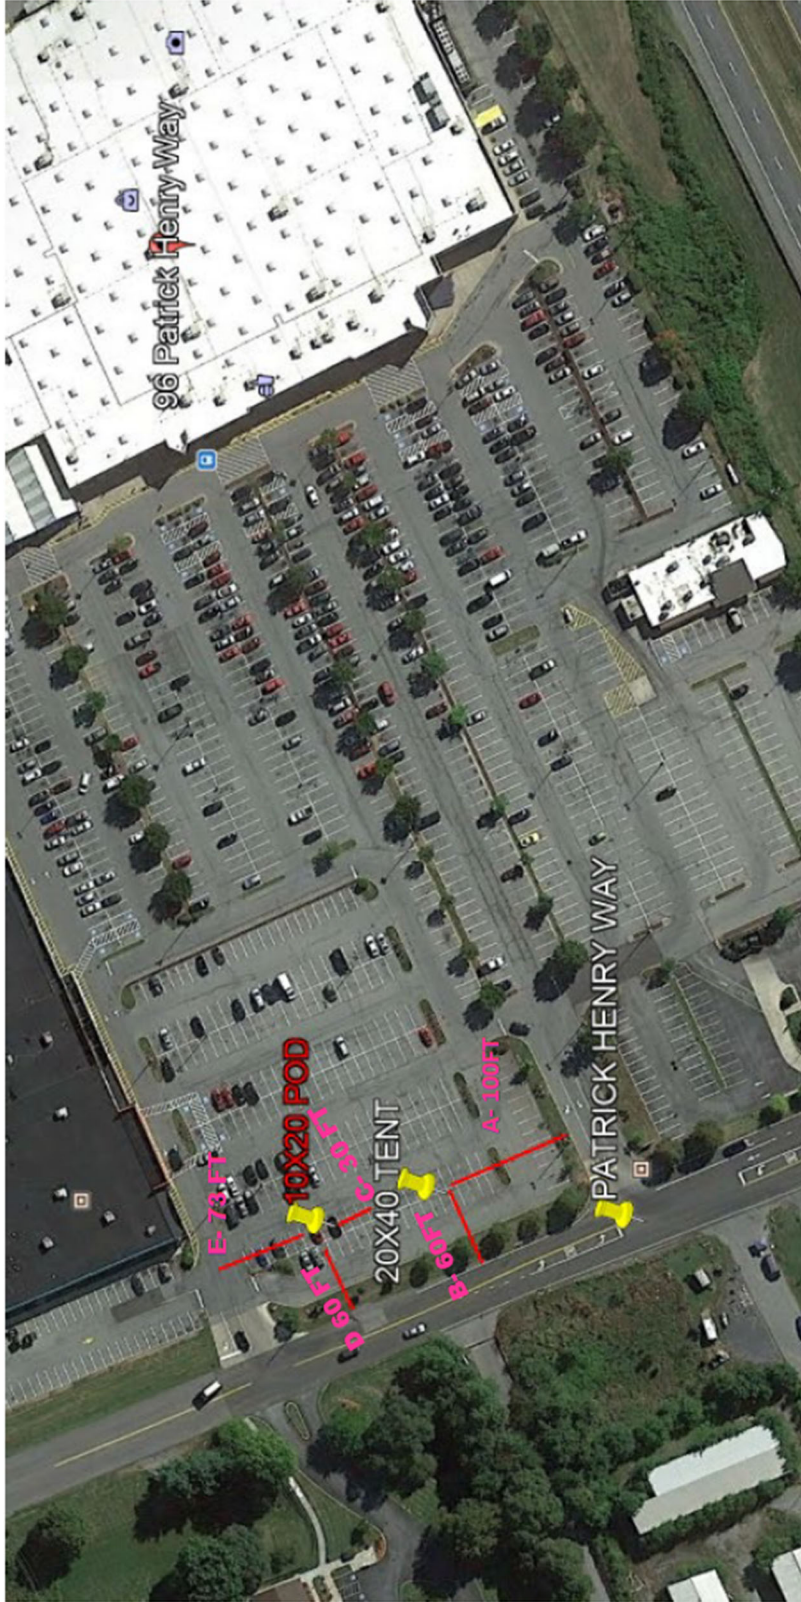 96 Patrick Henry Way
10X20 POD
E- 73 FT
C- 30 FT
A- 100FT
20X40 TENT
D 60 FT
B- 60FT
PATRICK HENRY WAY